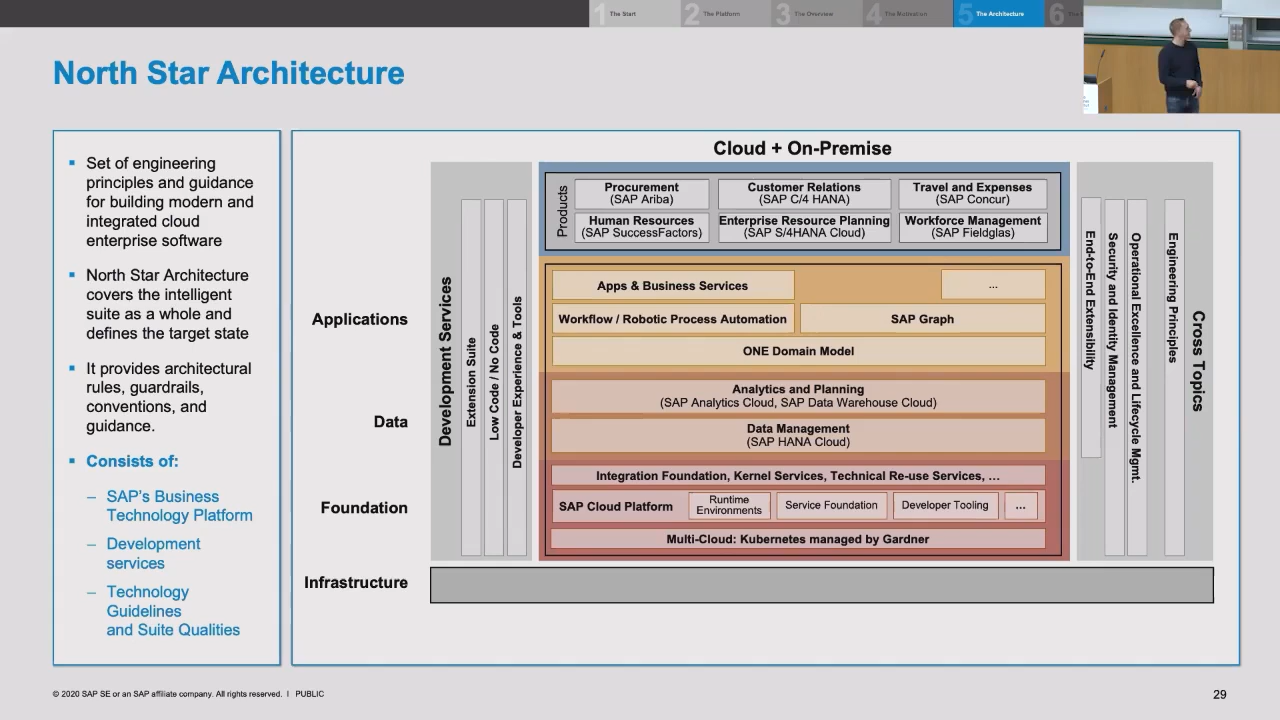 1 The Start
2 The Platform
3 The Overview
4 The Motivation
5 The Architecture
6
North Star Architecture
▪ Set of engineering
principles and guidance
for building modern and
integrated cloud
enterprise software
▪ North Star Architecture
covers the intelligent
suite as a whole and
defines the target state
▪ It provides architectural
rules, guardrails,
conventions, and
guidance.
▪ Consists of:
– SAP's Business
Technology Platform
– Development
services
– Technology
Guidelines
and Suite Qualities
Cloud + On-Premise
Applications
Data
Foundation
Infrastructure
Development Services
Extension Suite
Low Code / No Code
Developer Experience & Tools
Products
Procurement
(SAP Ariba)
Customer Relations
(SAP C/4 HANA)
Travel and Expenses
(SAP Concur)
Human Resources
(SAP SuccessFactors)
Enterprise Resource Planning
(SAP S/4HANA Cloud)
Workforce Management
(SAP Fieldglas)
Apps & Business Services
...
Workflow / Robotic Process Automation
SAP Graph
ONE Domain Model
Analytics and Planning
(SAP Analytics Cloud, SAP Data Warehouse Cloud)
Data Management
(SAP HANA Cloud)
Integration Foundation, Kernel Services, Technical Re-use Services, …
SAP Cloud Platform
Runtime
Environments
Service Foundation
Developer Tooling
...
Multi-Cloud: Kubernetes managed by Gardner
End-to-End Extensibility
Security and Identity Management
Operational Excellence and Lifecycle Mgmt.
Engineering Principles
Cross Topics
© 2020 SAP SE or an SAP affiliate company. All rights reserved. I PUBLIC
29